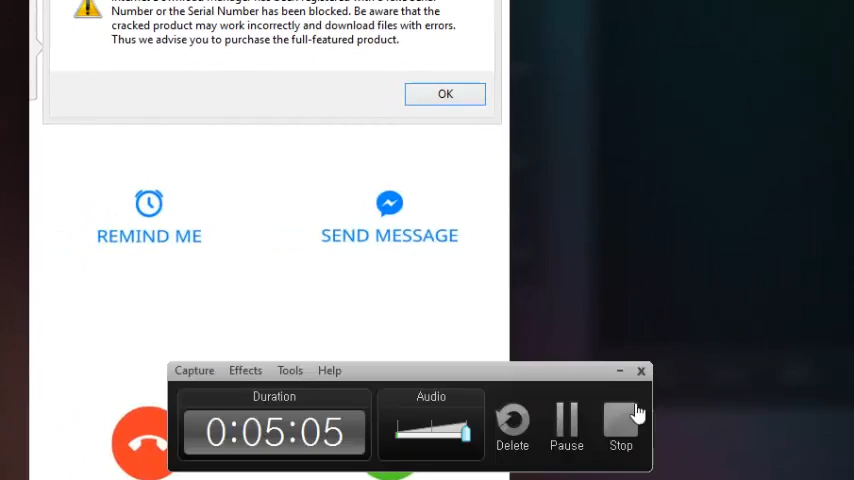 Number or the Serial Number has been blocked. Be aware that the
cracked product may work incorrectly and download files with errors.
Thus we advise you to purchase the full-featured product.
OK
REMIND ME
SEND MESSAGE
Capture Effects Tools Help
Duration
Audio
0:05:05
Delete
Pause
Stop